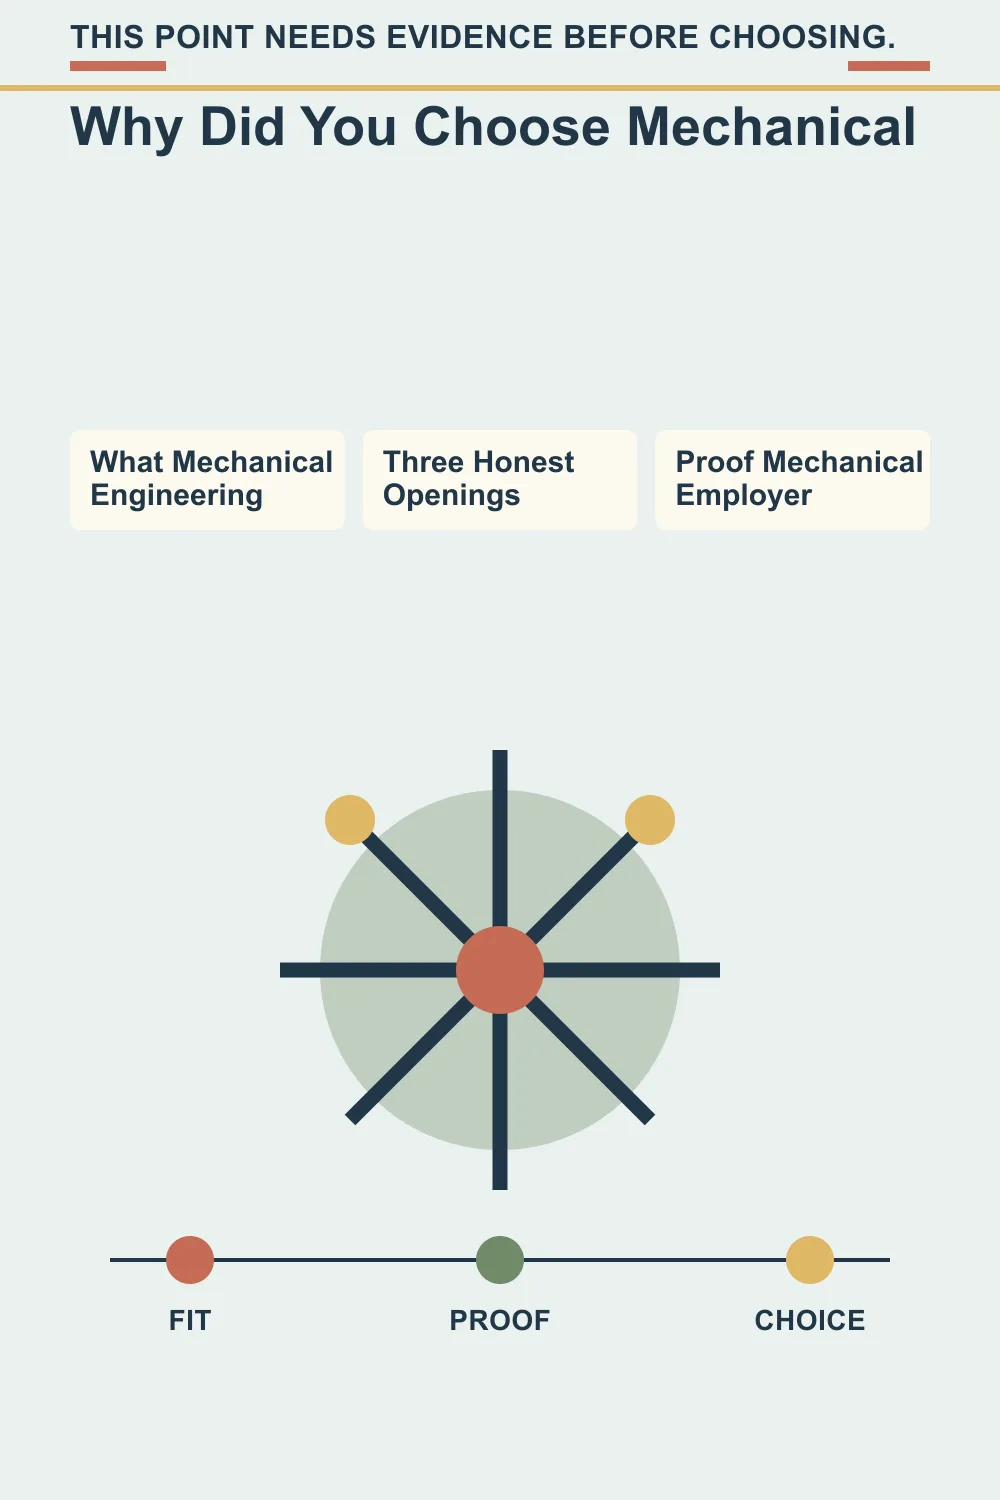 THIS POINT NEEDS EVIDENCE BEFORE CHOOSING.
Why Did You Choose Mechanical
What Mechanical
Engineering
Three Honest
Openings
Proof Mechanical
Employer
FIT
PROOF
CHOICE